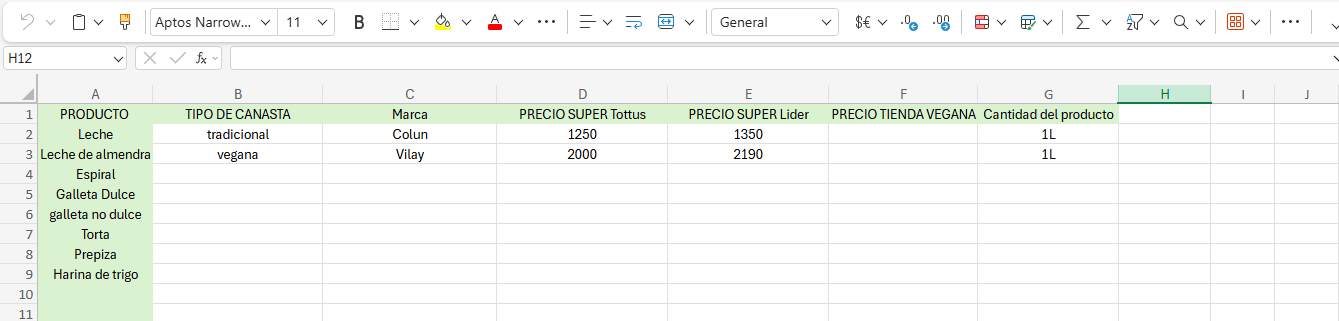 Aptos Narrow... 11 B A General $€
H12 fx
A B C D E F G H I J
1 PRODUCTO TIPO DE CANASTA Marca PRECIO SUPER Tottus PRECIO SUPER Lider PRECIO TIENDA VEGANA Cantidad del producto
2 Leche tradicional Colun 1250 1350 1L
3 Leche de almendra vegana Vilay 2000 2190 1L
4 Espiral
5 Galleta Dulce
6 galleta no dulce
7 Torta
8 Prepiza
9 Harina de trigo
10
11